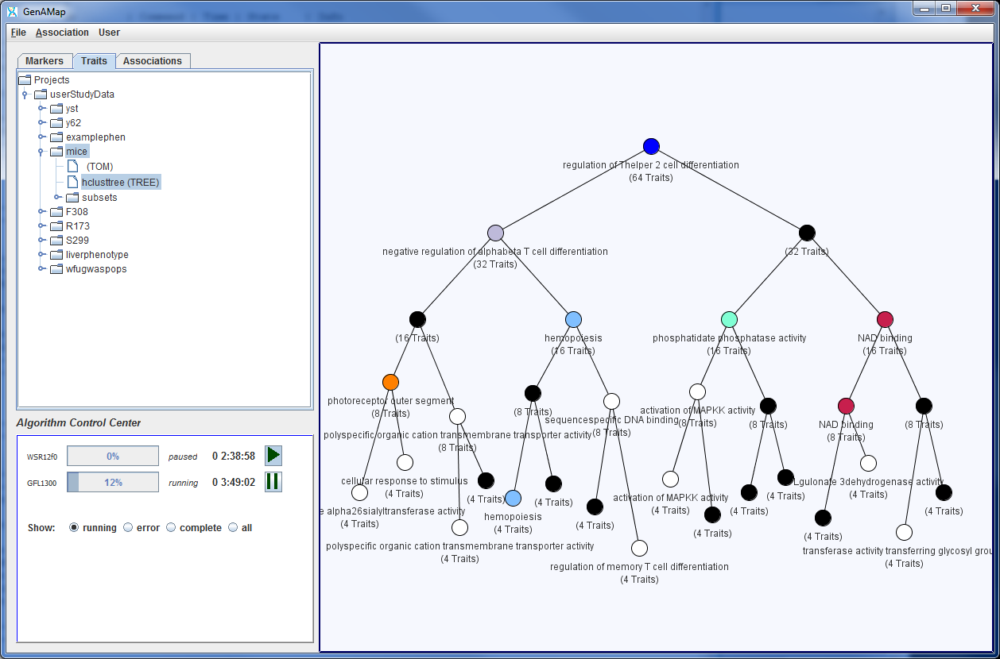 GenAMap
File Association User
Markers Traits Associations
Projects
userStudyData
yst
y62
examplephen
mice
(TOM)
hclusttree (TREE)
subsets
F308
R173
S299
liverphenotype
wfugwaspops
Algorithm Control Center
WSR12f0 0% paused 0 2:38:58
GFL1300 12% running 0 3:49:02
Show: running error complete all
regulation of Thelper 2 cell differentiation
(64 Traits)
negative regulation of alphabeta T cell differentiation
(32 Traits)
(32 Traits)
(16 Traits)
hemopoiesis
(16 Traits)
phosphatidate phosphatase activity
(16 Traits)
NAD binding
(16 Traits)
photoreceptor outer segment
(8 Traits)
polyspecific organic cation transmembrane transporter activity
(8 Traits)
(8 Traits)
sequencespecific DNA binding
(8 Traits)
activation of MAPKK activity
(8 Traits)
(8 Traits)
NAD binding
(8 Traits)
(8 Traits)
e alpha26sialyltransferase activity
(4 Traits)
cellular response to stimulus
(4 Traits)
polyspecific organic cation transmembrane transporter activity
(4 Traits)
(4 Traits)
hemopoiesis
(4 Traits)
(4 Traits)
(4 Traits)
regulation of memory T cell differentiation
(4 Traits)
activation of MAPKK activity
(4 Traits)
(4 Traits)
(4 Traits)
(4 Traits)
(4 Traits)
Lgulonate 3dehydrogenase activity
(4 Traits)
transferase activity transferring glycosyl grou
(4 Traits)
(4 Traits)